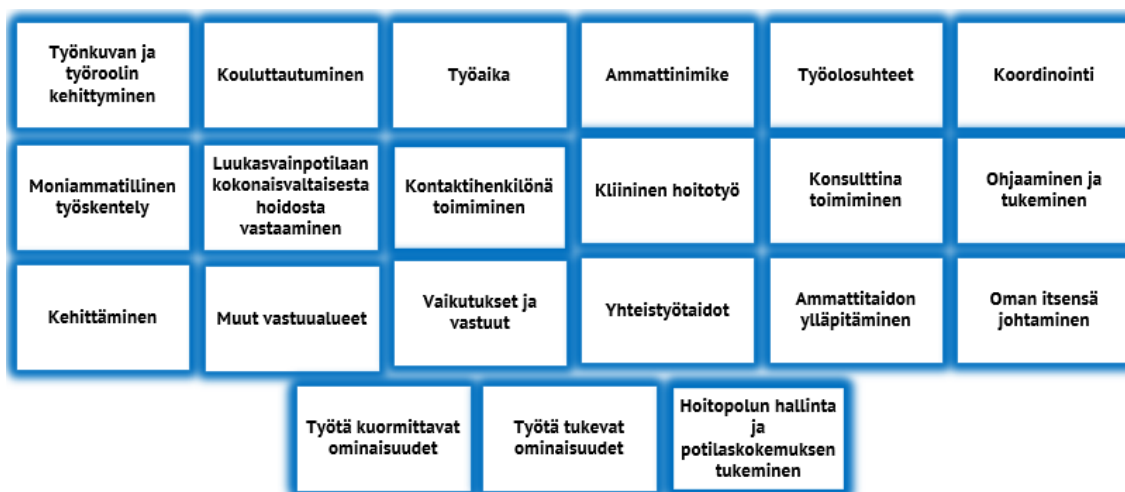 Työnkuvan ja
työroolin
kehittyminen
Kouluttautuminen
Työaika
Ammattinimike
Työolosuhteet
Koordinointi
Moniammatillinen
työskentely
Luukasvainpotilaan
kokonaisvaltaisesta
hoidosta
vastaaminen
Kontaktihenkilönä
toimiminen
Kliininen hoitotyö
Konsulttina
toimiminen
Ohjaaminen ja
tukeminen
Kehittäminen
Muut vastuualueet
Vaikutukset ja
vastuut
Yhteistyötaidot
Ammattitaidon
ylläpitäminen
Oman itsensä
johtaminen
Työtä kuormittavat
ominaisuudet
Työtä tukevat
ominaisuudet
Hoitopolun hallinta
ja
potilaskokemuksen
tukeminen